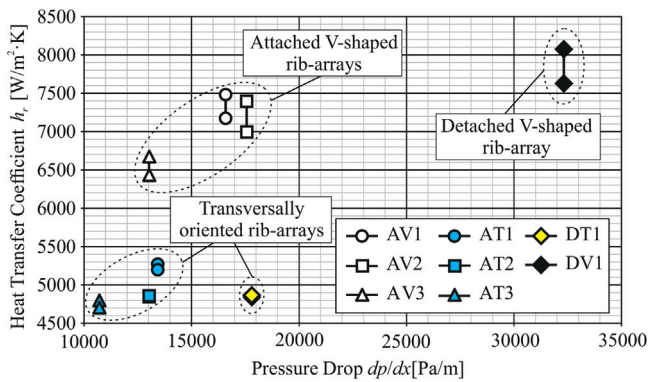 8500
8000
7500
7000
6500
6000
5500
5000
4500
Heat Transfer Coefficient hᵣ [W/m²·K]
Attached V-shaped
rib-arrays
Detached V-shaped
rib-array
Transversally
oriented rib-arrays
AV1 AT1 DT1
AV2 AT2 DV1
AV3 AT3
10000 15000 20000 25000 30000 35000
Pressure Drop dp/dx[Pa/m]